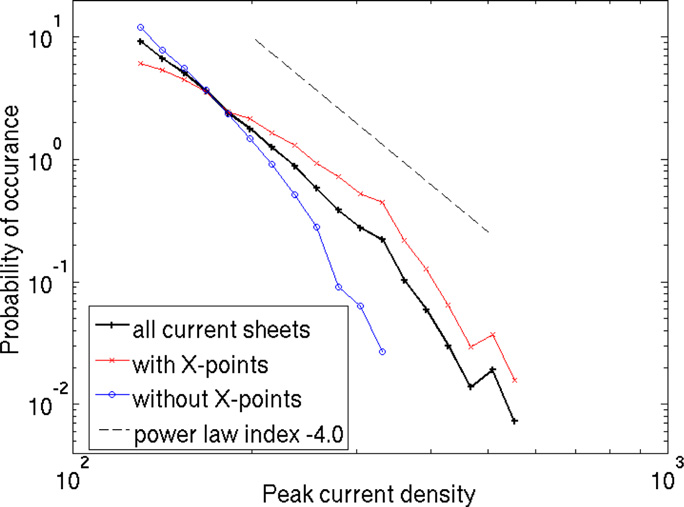 10^1
10^0
10^-1
10^-2
Probability of occurance
all current sheets
with X-points
without X-points
power law index -4.0
10^2
10^3
Peak current density